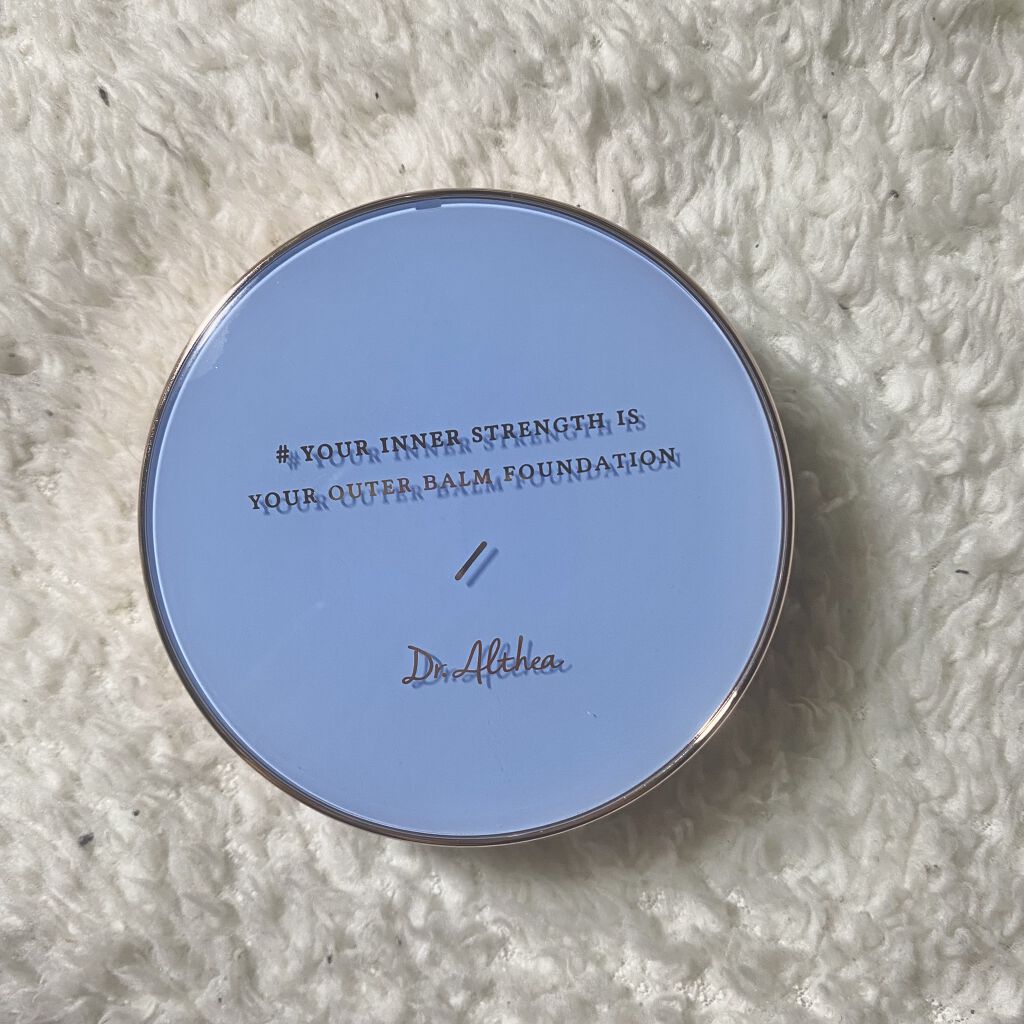 # YOUR INNER STRENGTH IS
YOUR OUTER BALM FOUNDATION
Dr. Althea